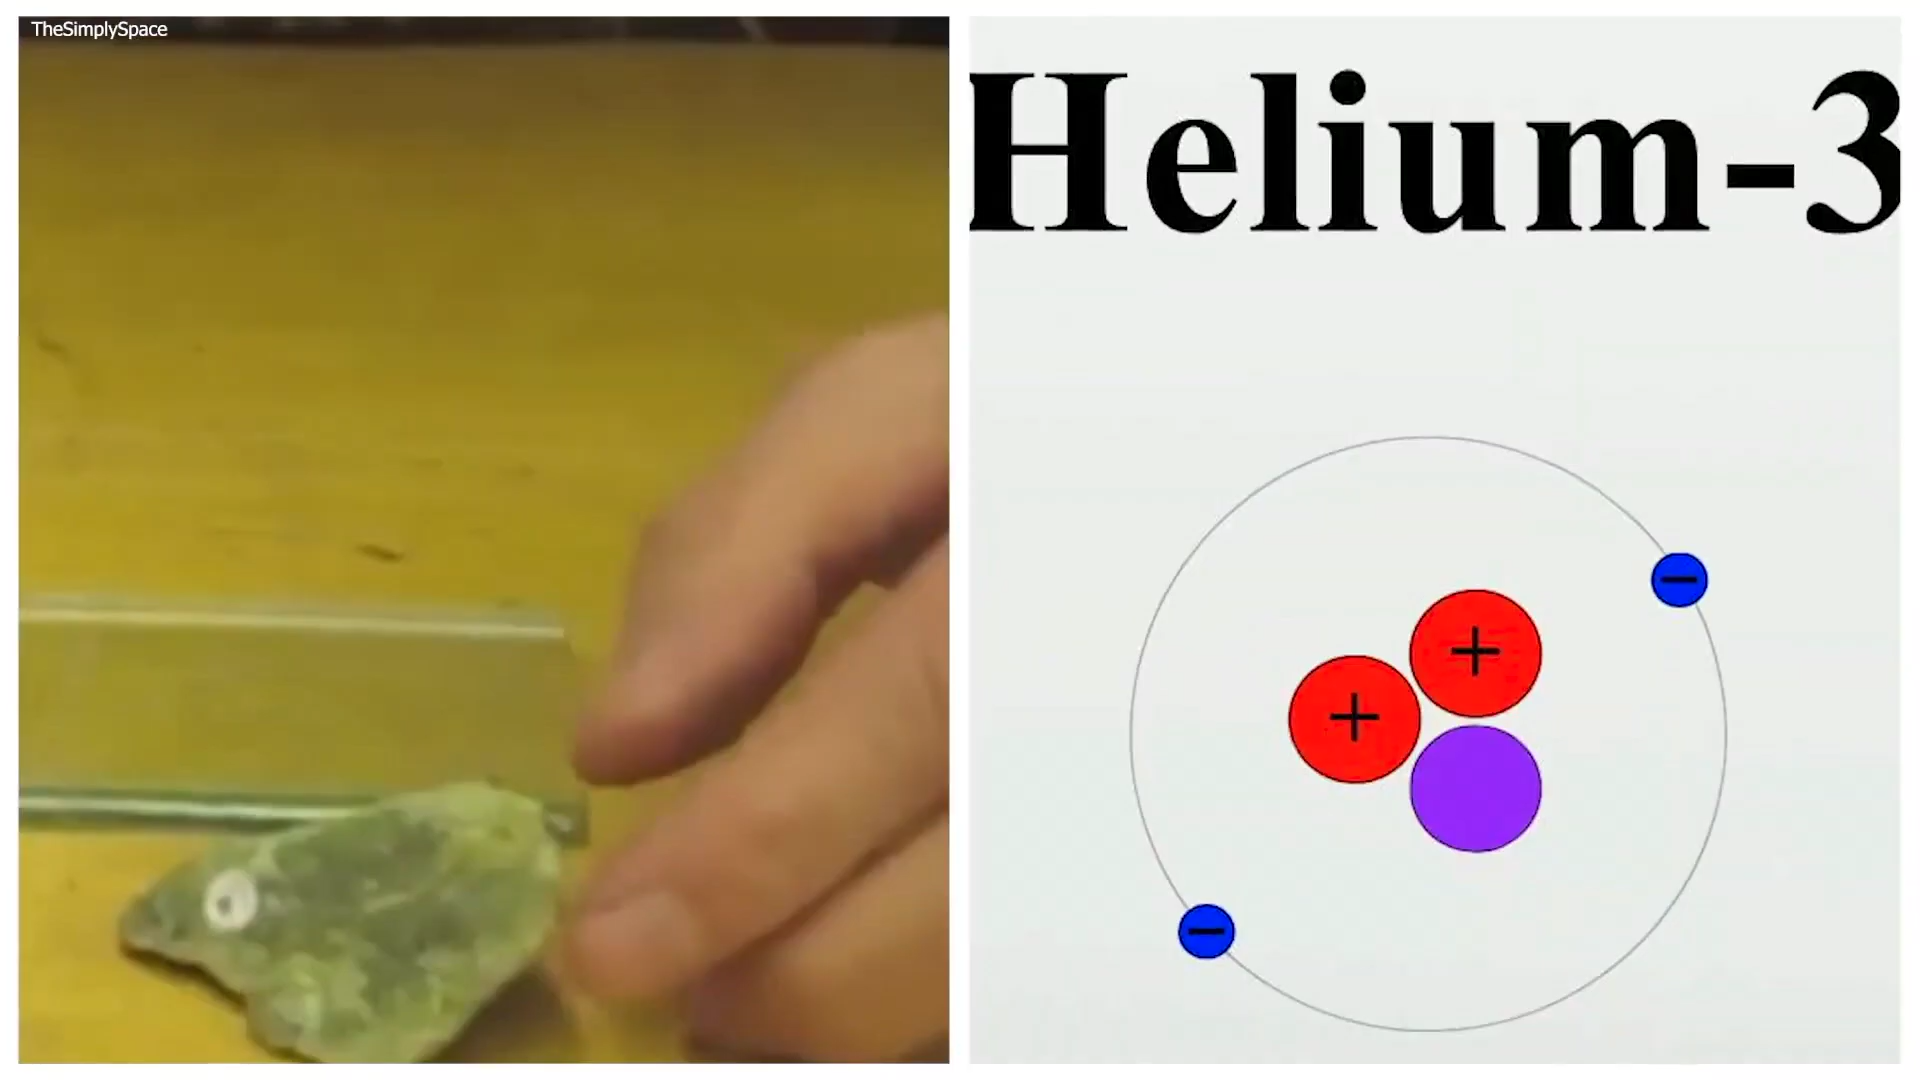 TheSimplySpace
Helium-3
+
+
−
−